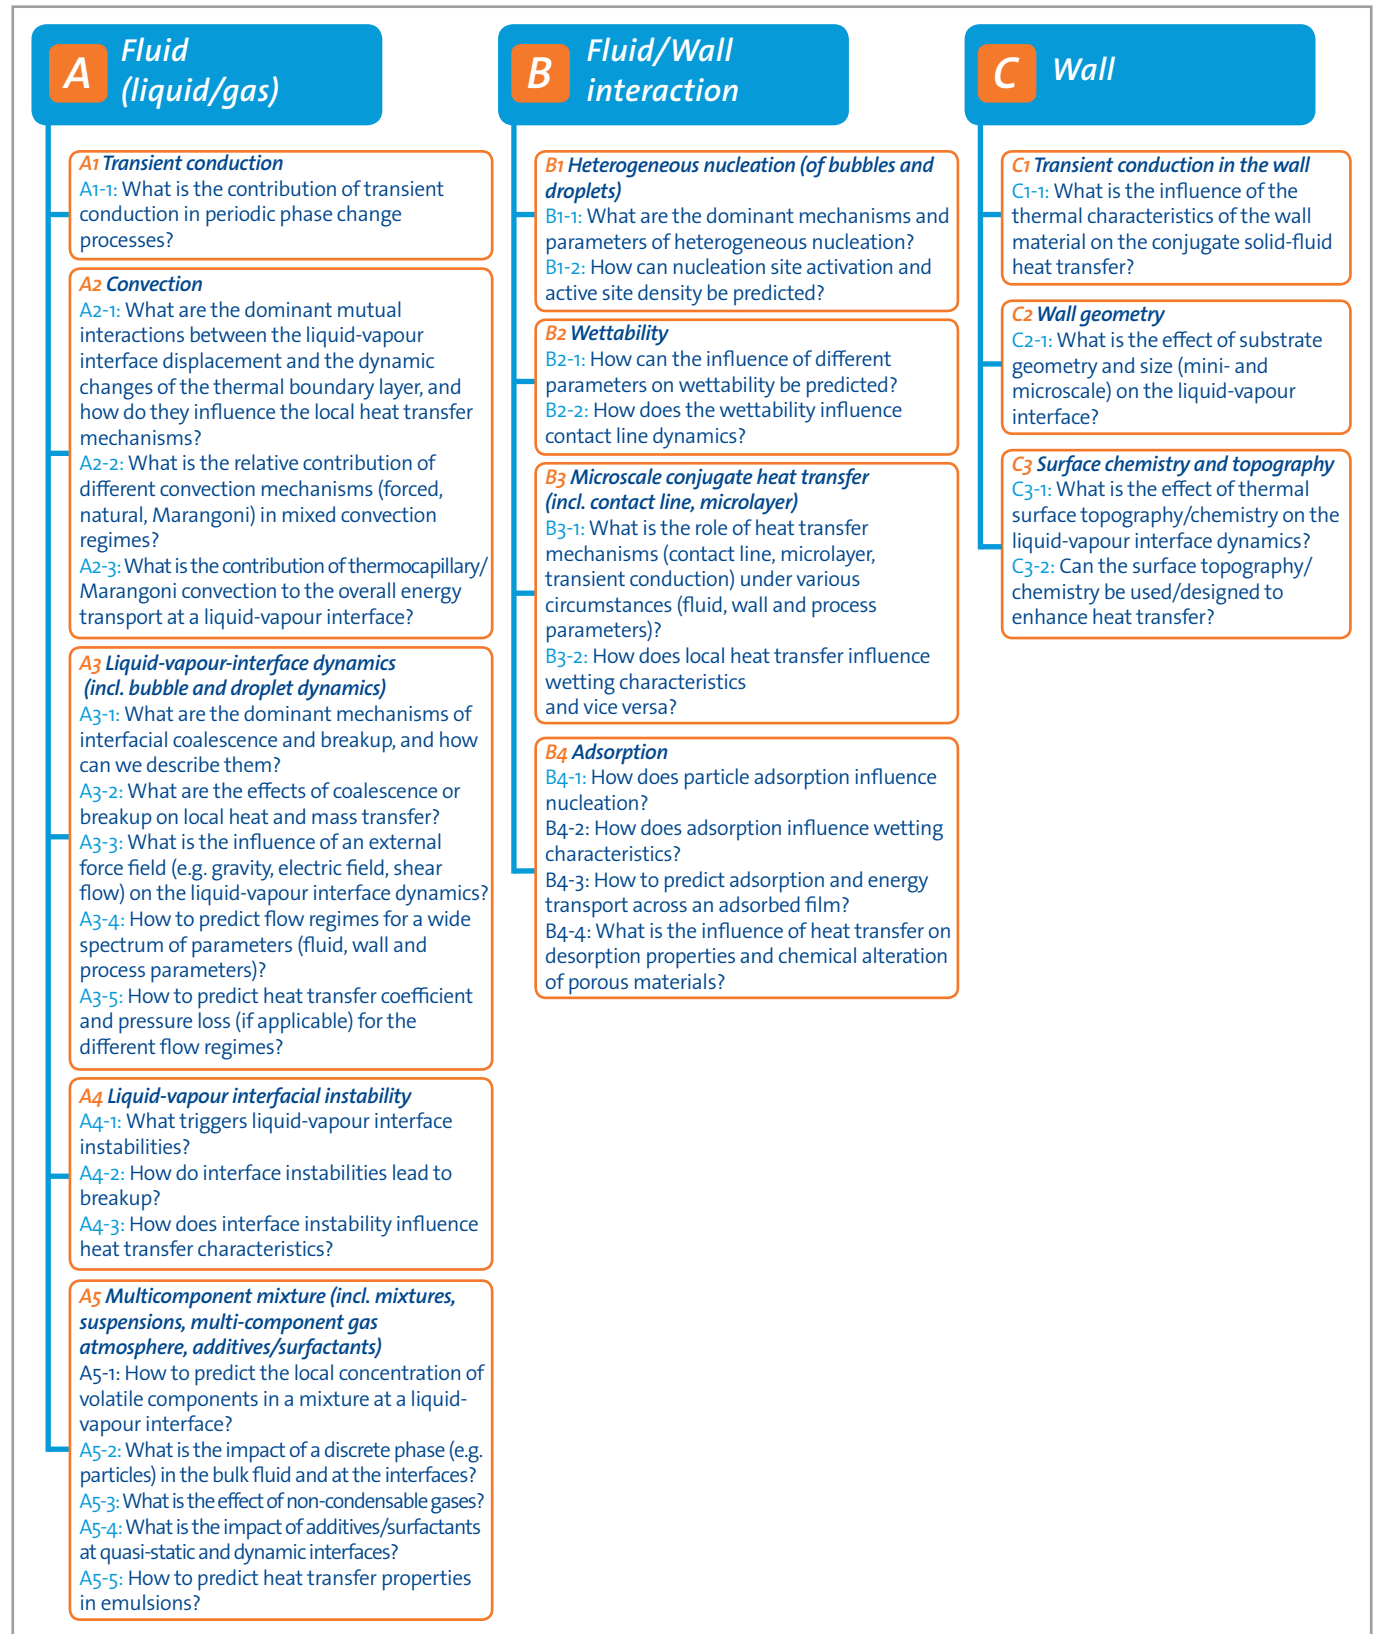 A
Fluid
(liquid/gas)
A1 Transient conduction
A1-1: What is the contribution of transient
conduction in periodic phase change
processes?
A2 Convection
A2-1: What are the dominant mutual
interactions between the liquid-vapour
interface displacement and the dynamic
changes of the thermal boundary layer, and
how do they influence the local heat transfer
mechanisms?
A2-2: What is the relative contribution of
different convection mechanisms (forced,
natural, Marangoni) in mixed convection
regimes?
A2-3: What is the contribution of thermocapillary/
Marangoni convection to the overall energy
transport at a liquid-vapour interface?
A3 Liquid-vapour-interface dynamics
(incl. bubble and droplet dynamics)
A3-1: What are the dominant mechanisms of
interfacial coalescence and breakup, and how
can we describe them?
A3-2: What are the effects of coalescence or
breakup on local heat and mass transfer?
A3-3: What is the influence of an external
force field (e.g. gravity, electric field, shear
flow) on the liquid-vapour interface dynamics?
A3-4: How to predict flow regimes for a wide
spectrum of parameters (fluid, wall and
process parameters)?
A3-5: How to predict heat transfer coefficient
and pressure loss (if applicable) for the
different flow regimes?
A4 Liquid-vapour interfacial instability
A4-1: What triggers liquid-vapour interface
instabilities?
A4-2: How do interface instabilities lead to
breakup?
A4-3: How does interface instability influence
heat transfer characteristics?
A5 Multicomponent mixture (incl. mixtures,
suspensions, multi-component gas
atmosphere, additives/surfactants)
A5-1: How to predict the local concentration of
volatile components in a mixture at a liquid-
vapour interface?
A5-2: What is the impact of a discrete phase (e.g.
particles) in the bulk fluid and at the interfaces?
A5-3: What is the effect of non-condensable gases?
A5-4: What is the impact of additives/surfactants
at quasi-static and dynamic interfaces?
A5-5: How to predict heat transfer properties
in emulsions?
B
Fluid/Wall
interaction
B1 Heterogeneous nucleation (of bubbles and
droplets)
B1-1: What are the dominant mechanisms and
parameters of heterogeneous nucleation?
B1-2: How can nucleation site activation and
active site density be predicted?
B2 Wettability
B2-1: How can the influence of different
parameters on wettability be predicted?
B2-2: How does the wettability influence
contact line dynamics?
B3 Microscale conjugate heat transfer
(incl. contact line, microlayer)
B3-1: What is the role of heat transfer
mechanisms (contact line, microlayer,
transient conduction) under various
circumstances (fluid, wall and process
parameters)?
B3-2: How does local heat transfer influence
wetting characteristics
and vice versa?
B4 Adsorption
B4-1: How does particle adsorption influence
nucleation?
B4-2: How does adsorption influence wetting
characteristics?
B4-3: How to predict adsorption and energy
transport across an adsorbed film?
B4-4: What is the influence of heat transfer on
desorption properties and chemical alteration
of porous materials?
C
Wall
C1 Transient conduction in the wall
C1-1: What is the influence of the
thermal characteristics of the wall
material on the conjugate solid-fluid
heat transfer?
C2 Wall geometry
C2-1: What is the effect of substrate
geometry and size (mini- and
microscale) on the liquid-vapour
interface?
C3 Surface chemistry and topography
C3-1: What is the effect of thermal
surface topography/chemistry on the
liquid-vapour interface dynamics?
C3-2: Can the surface topography/
chemistry be used/designed to
enhance heat transfer?